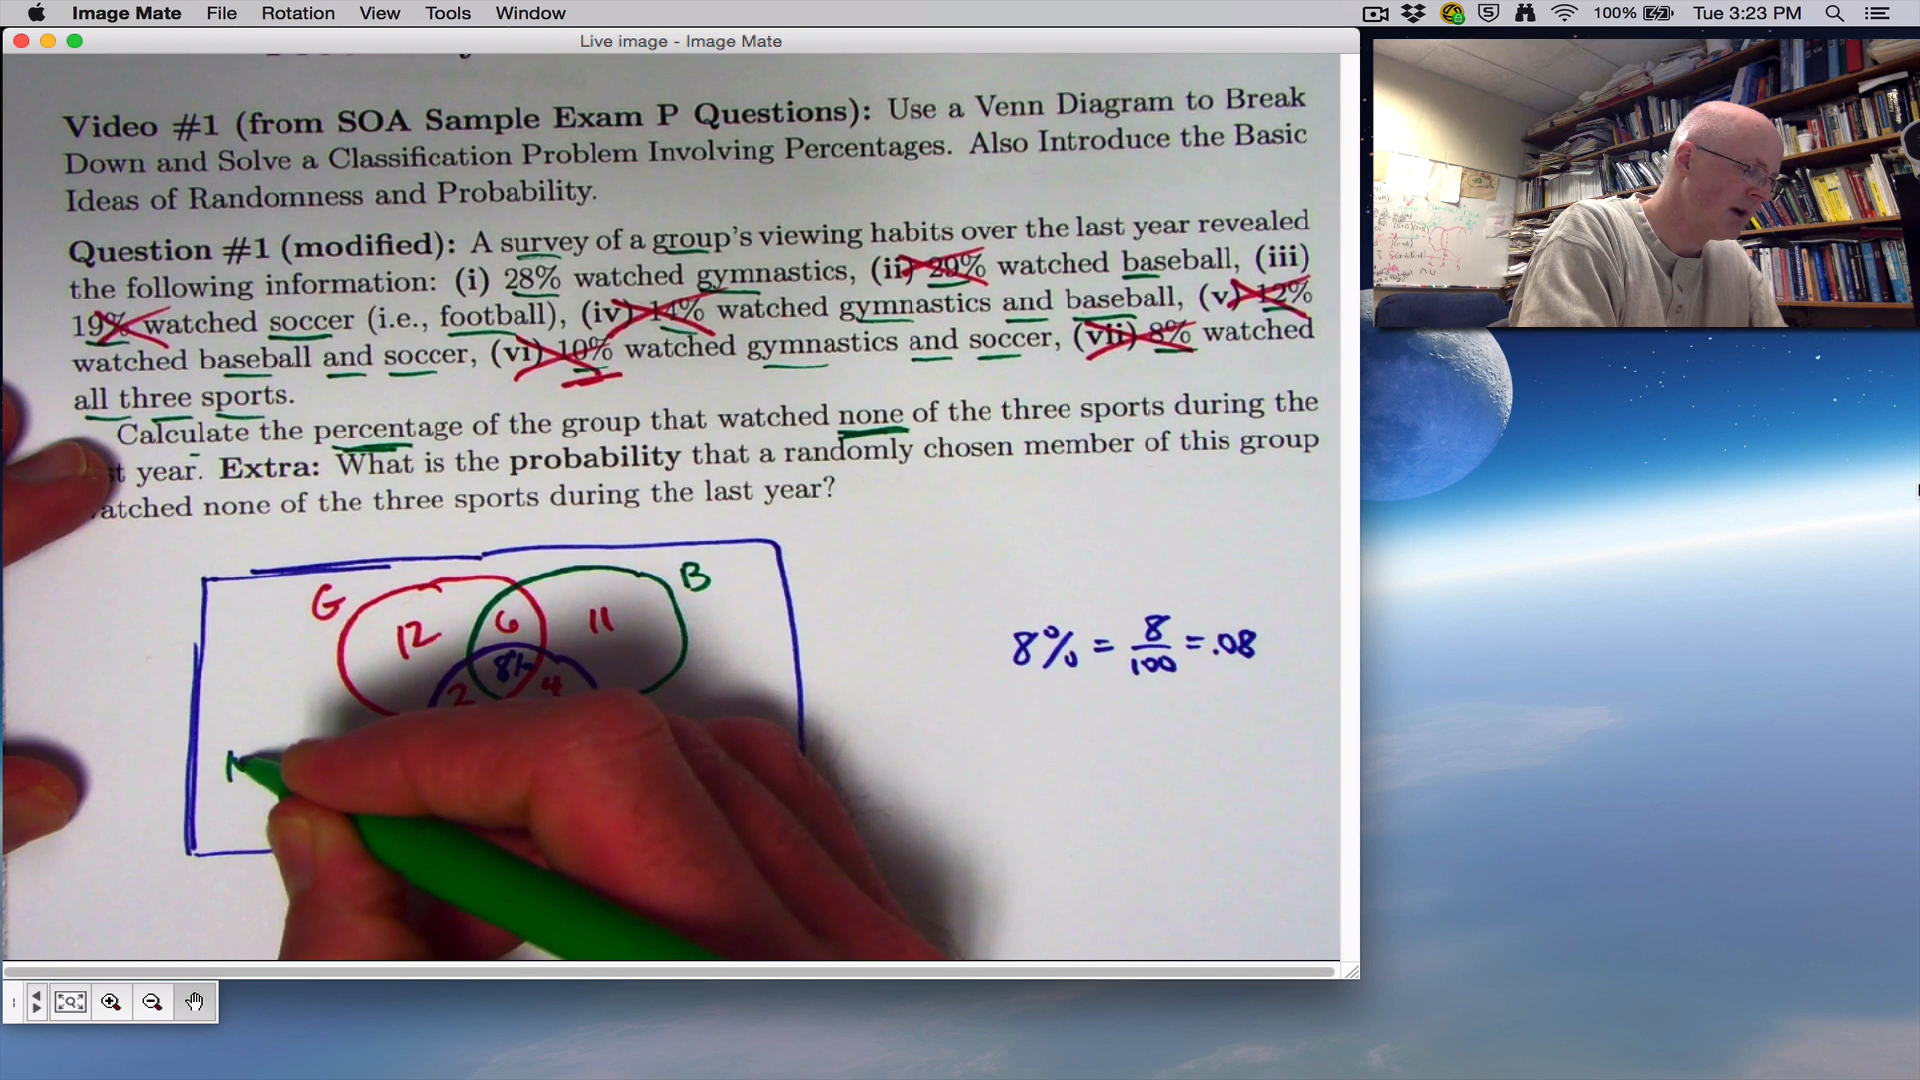 Image Mate File Rotation View Tools Window 100% Tue 3:23 PM
Live image - Image Mate
Video #1 (from SOA Sample Exam P Questions): Use a Venn Diagram to Break
Down and Solve a Classification Problem Involving Percentages. Also Introduce the Basic
Ideas of Randomness and Probability.
Question #1 (modified): A survey of a group's viewing habits over the last year revealed
the following information: (i) 28% watched gymnastics, (ii) 29% watched baseball, (iii)
19% watched soccer (i.e., football), (iv) 14% watched gymnastics and baseball, (v) 12%
watched baseball and soccer, (vi) 10% watched gymnastics and soccer, (vii) 8% watched
all three sports.
Calculate the percentage of the group that watched none of the three sports during the
year. Extra: What is the probability that a randomly chosen member of this group
watched none of the three sports during the last year?
G B
12 6 11
8%
2 4
8% = 8/100 = .08